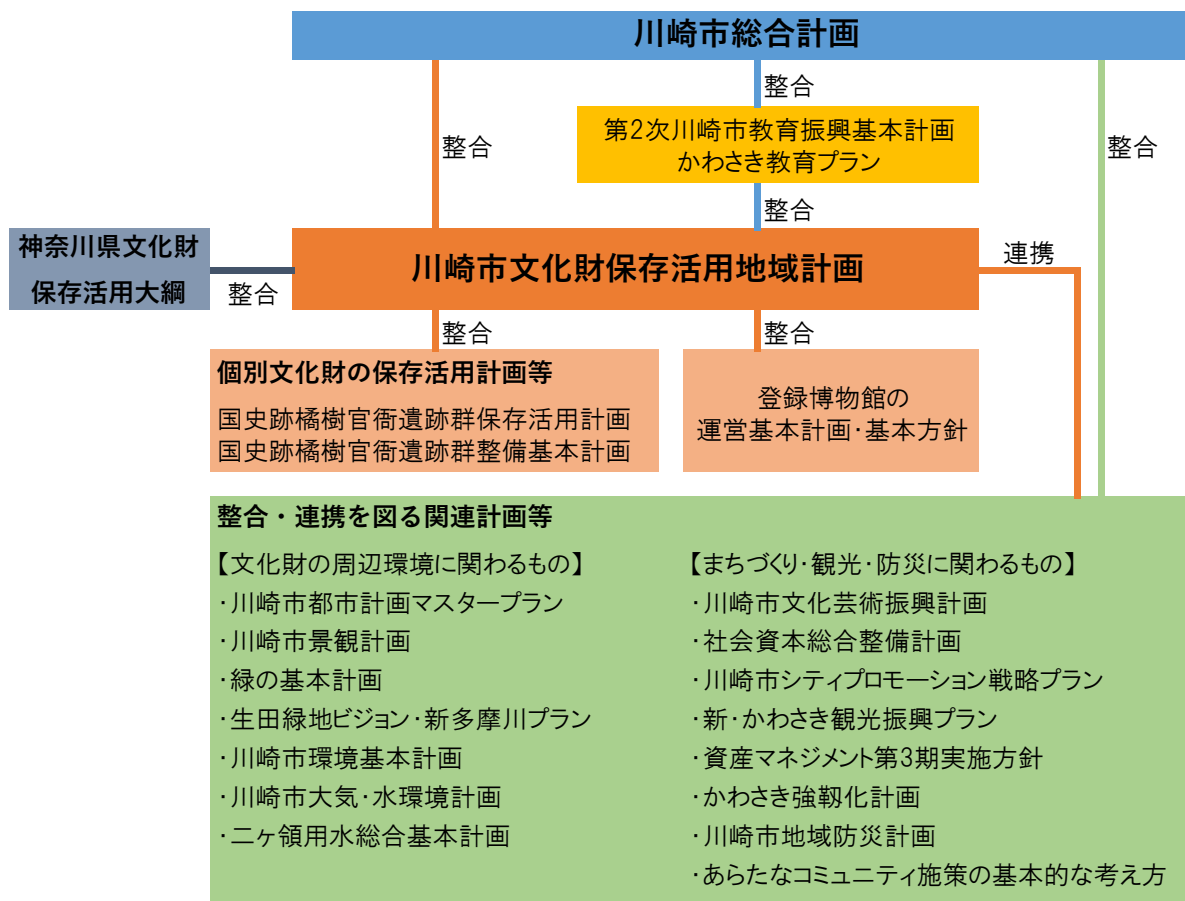 川崎市総合計画
整合
第2次川崎市教育振興基本計画
かわさき教育プラン
整合
整合
整合
神奈川県文化財
保存活用大綱
整合
川崎市文化財保存活用地域計画
連携
整合
整合
個別文化財の保存活用計画等
国史跡橘樹官衙遺跡群保存活用計画
国史跡橘樹官衙遺跡群整備基本計画
登録博物館の
運営基本計画・基本方針
整合・連携を図る関連計画等
【文化財の周辺環境に関わるもの】
・川崎市都市計画マスタープラン
・川崎市景観計画
・緑の基本計画
・生田緑地ビジョン・新多摩川プラン
・川崎市環境基本計画
・川崎市大気・水環境計画
・二ヶ領用水総合基本計画
【まちづくり・観光・防災に関わるもの】
・川崎市文化芸術振興計画
・社会資本総合整備計画
・川崎市シティプロモーション戦略プラン
・新・かわさき観光振興プラン
・資産マネジメント第3期実施方針
・かわさき強靱化計画
・川崎市地域防災計画
・あらたなコミュニティ施策の基本的な考え方